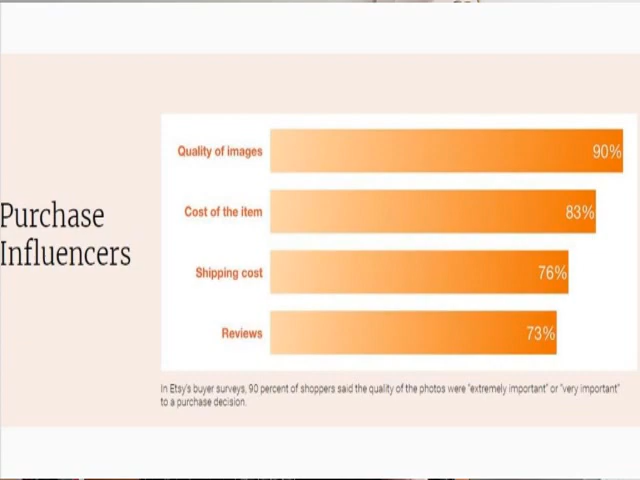 Purchase
Influencers
Quality of images 90%
Cost of the item 83%
Shipping cost 76%
Reviews 73%
In Etsy's buyer surveys, 90 percent of shoppers said the quality of the photos were "extremely important" or "very important"
to a purchase decision.